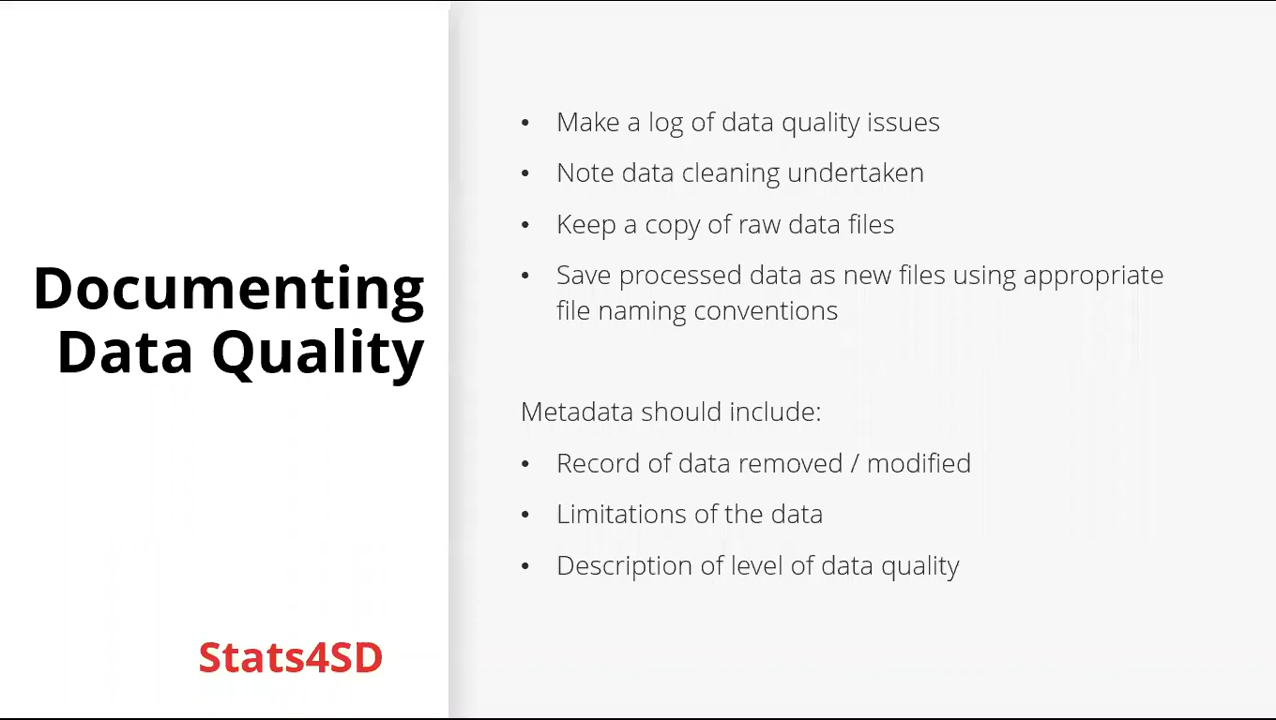 Documenting
Data Quality
• Make a log of data quality issues
• Note data cleaning undertaken
• Keep a copy of raw data files
• Save processed data as new files using appropriate
file naming conventions
Metadata should include:
• Record of data removed / modified
• Limitations of the data
• Description of level of data quality
Stats4SD